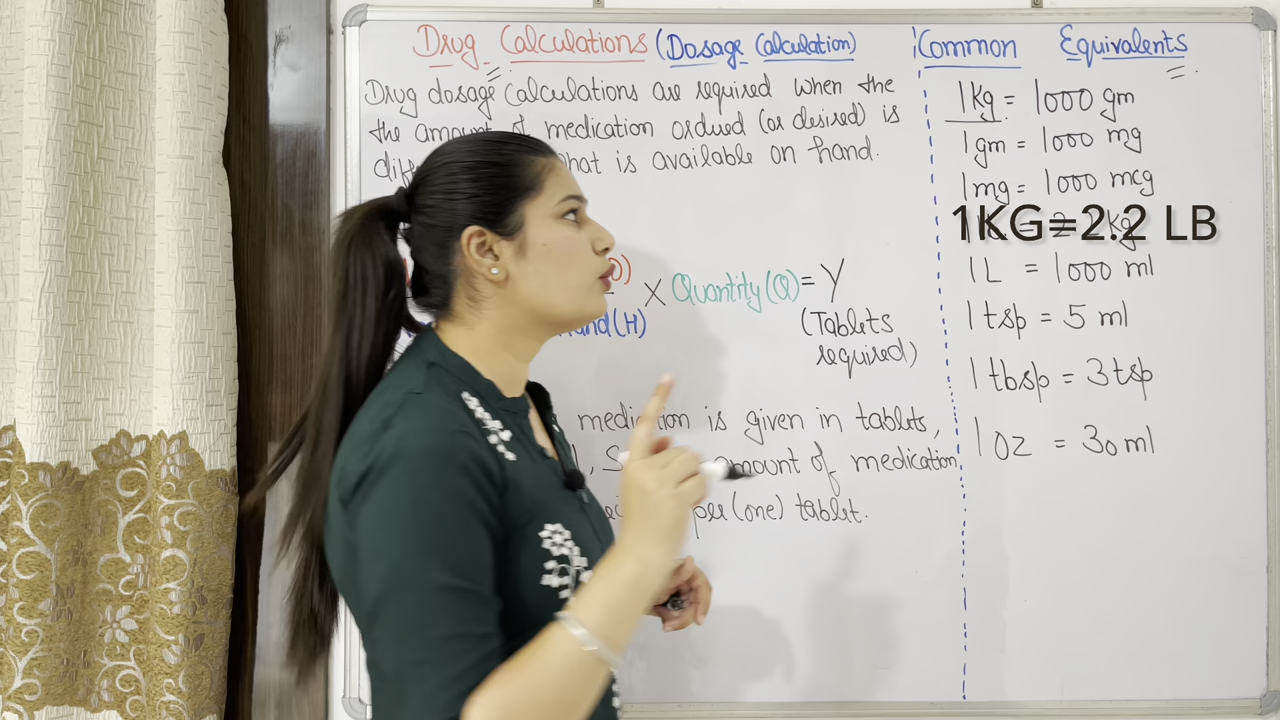 Drug Calculations (Dosage Calculation)
Drug dosage Calculations are required when the
the amount of medication ordered (or desired) is
what is available on hand.
X Quantity (Q) = Y
Hand (H)
(Tablets
required)
medication is given in tablets,
amount of medication
per (one) tablet.
Common Equivalents
1 Kg = 1000 gm
1 gm = 1000 mg
1 mg = 1000 mcg
1KG=2.2 LB
1 L = 1000 ml
1 tsp = 5 ml
1 tbsp = 3 tsp
1 oz = 30 ml